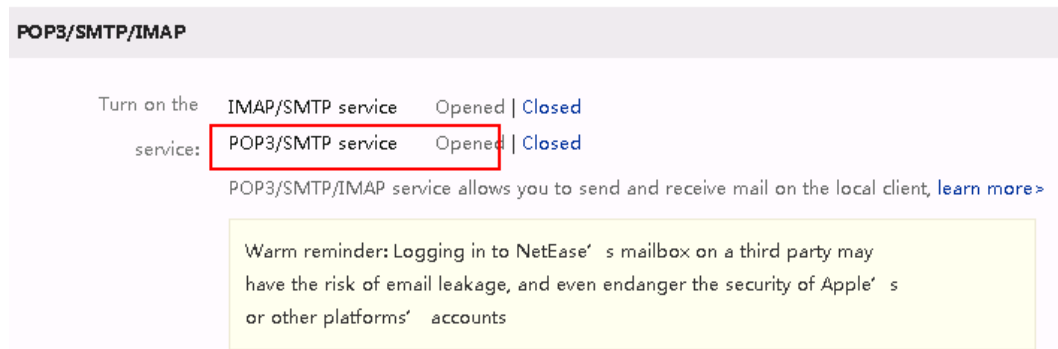 POP3/SMTP/IMAP
Turn on the IMAP/SMTP service Opened | Closed
service: POP3/SMTP service Opened | Closed
POP3/SMTP/IMAP service allows you to send and receive mail on the local client, learn more>
Warm reminder: Logging in to NetEase’ s mailbox on a third party may
have the risk of email leakage, and even endanger the security of Apple’ s
or other platforms’ accounts